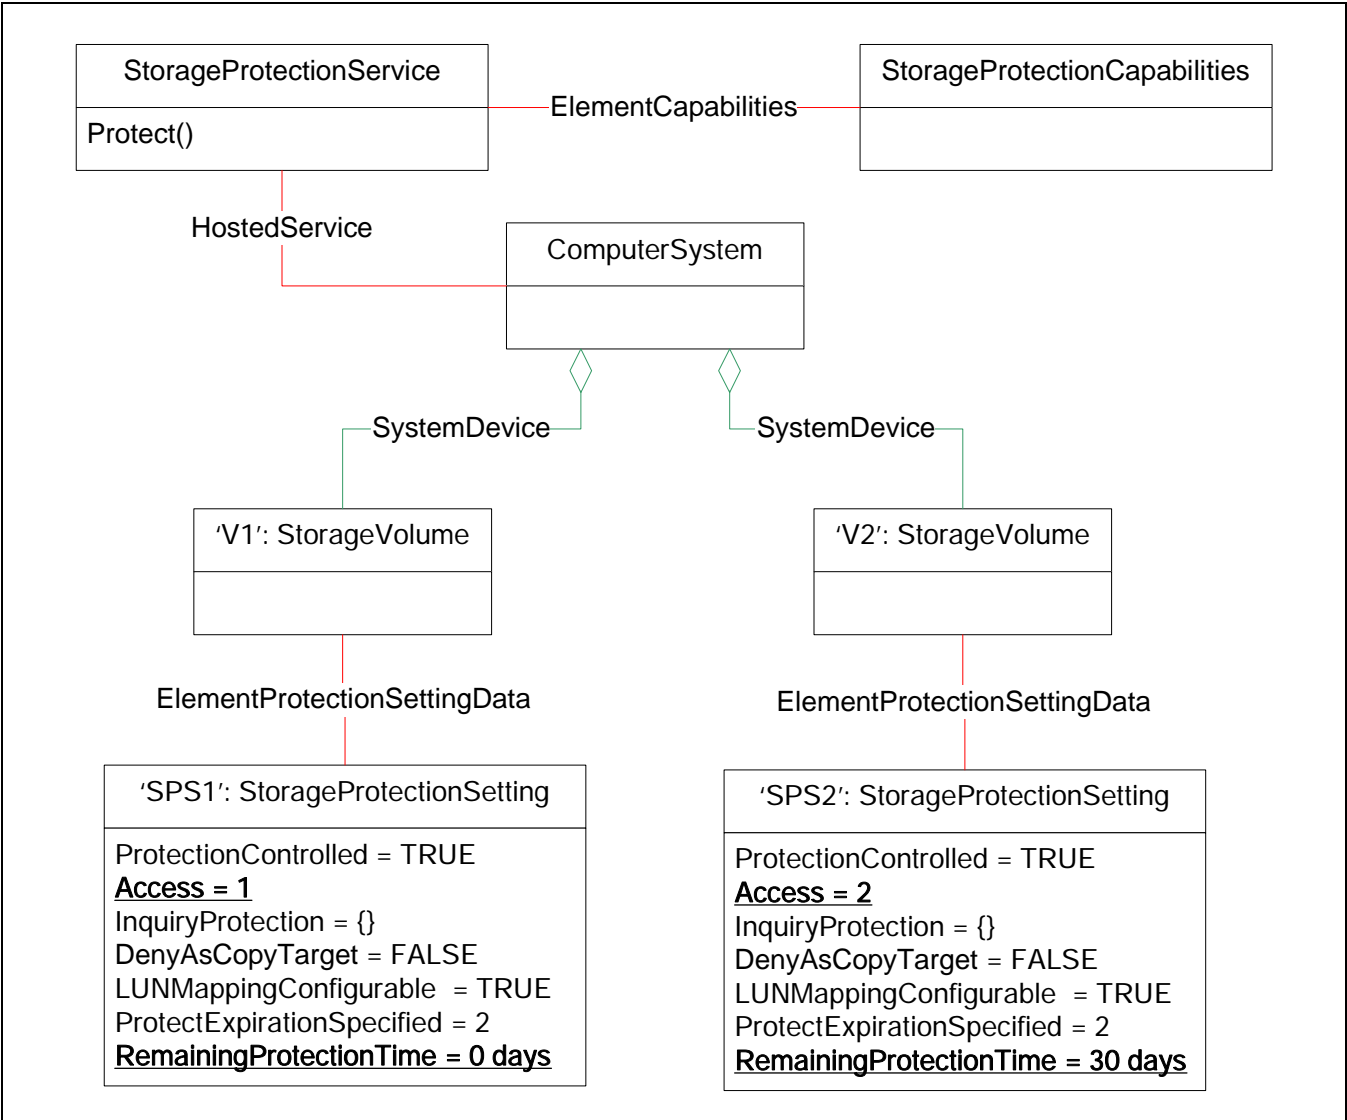 StorageProtectionService
StorageProtectionCapabilities
ElementCapabilities
Protect()
HostedService
ComputerSystem
SystemDevice
SystemDevice
‘V1’: StorageVolume
‘V2’: StorageVolume
ElementProtectionSettingData
ElementProtectionSettingData
‘SPS1’: StorageProtectionSetting
ProtectionControlled = TRUE
Access = 1
InquiryProtection = {}
DenyAsCopyTarget = FALSE
LUNMappingConfigurable = TRUE
ProtectExpirationSpecified = 2
RemainingProtectionTime = 0 days
‘SPS2’: StorageProtectionSetting
ProtectionControlled = TRUE
Access = 2
InquiryProtection = {}
DenyAsCopyTarget = FALSE
LUNMappingConfigurable = TRUE
ProtectExpirationSpecified = 2
RemainingProtectionTime = 30 days